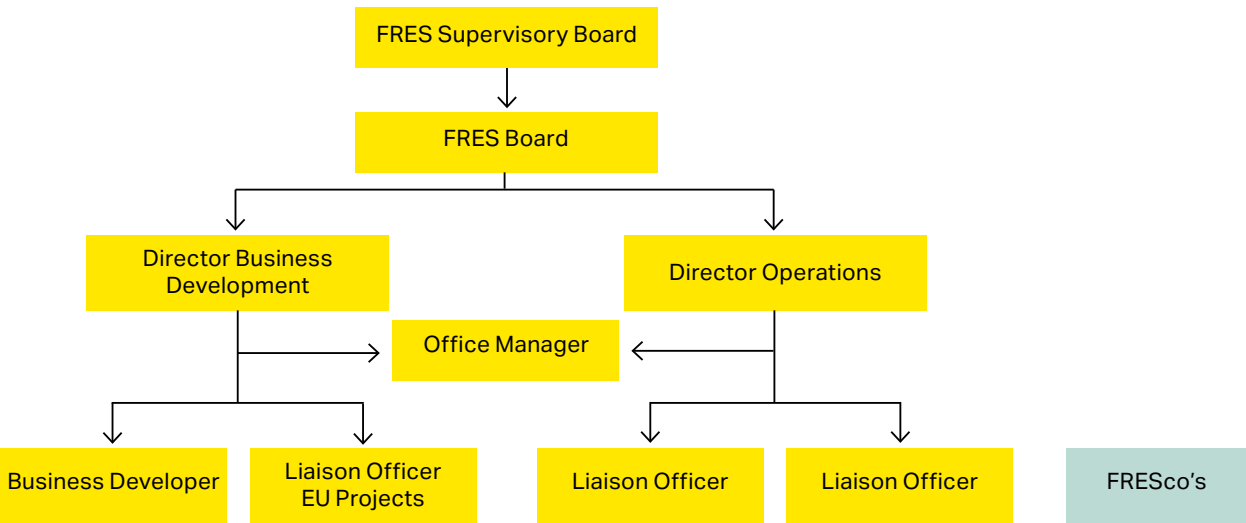 FRES Supervisory Board
FRES Board
Director Business
Development
Director Operations
Office Manager
Business Developer
Liaison Officer
EU Projects
Liaison Officer
Liaison Officer
FRESco’s